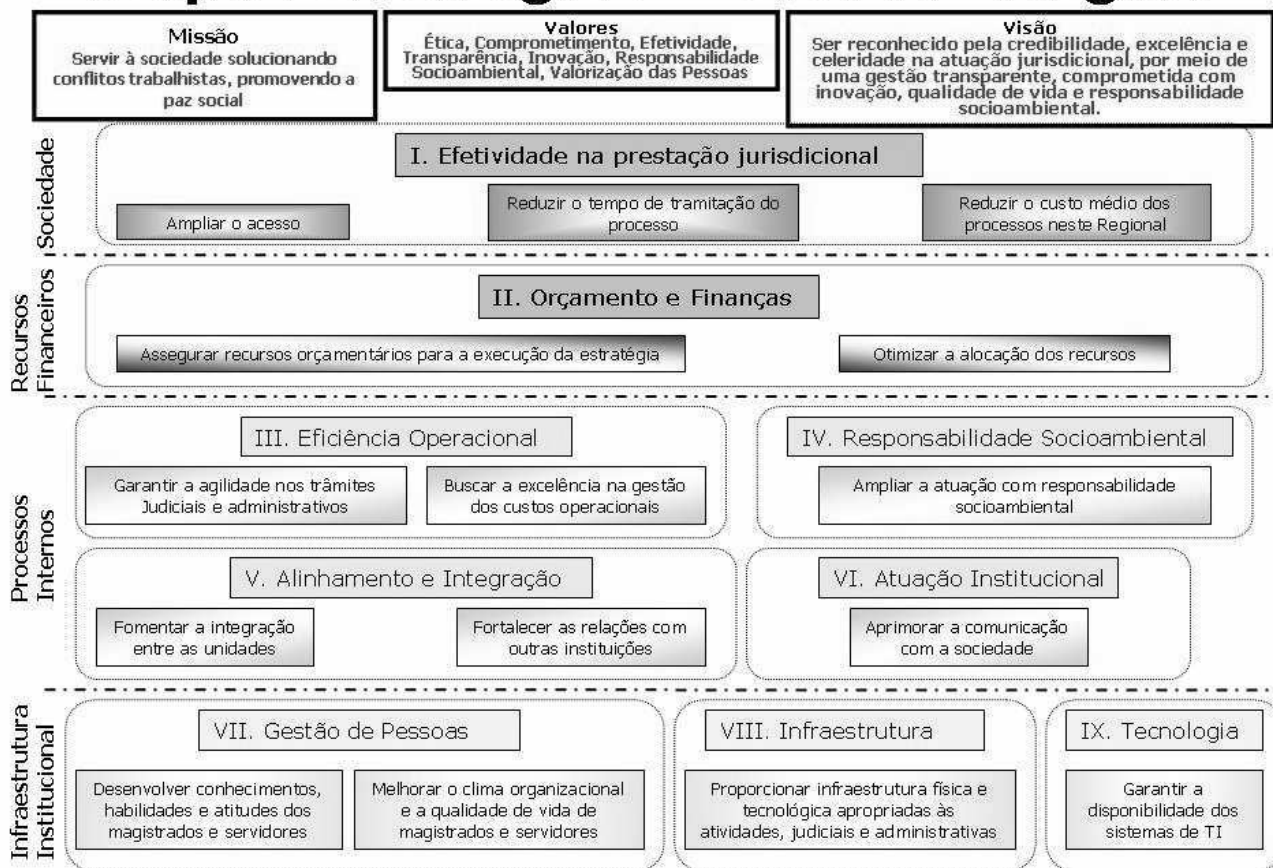 Missão
Servir à sociedade solucionando
conflitos trabalhistas, promovendo a
paz social
Valores
Ética, Comprometimento, Efetividade,
Transparência, Inovação, Responsabilidade
Socioambiental, Valorização das Pessoas
Visão
Ser reconhecido pela credibilidade, excelência e
celeridade na atuação jurisdicional, por meio de
uma gestão transparente, comprometida com
inovação, qualidade de vida e responsabilidade
socioambiental.
Sociedade
I. Efetividade na prestação jurisdicional
Ampliar o acesso
Reduzir o tempo de tramitação do
processo
Reduzir o custo médio dos
processos neste Regional
Recursos
Financeiros
II. Orçamento e Finanças
Assegurar recursos orçamentários para a execução da estratégia
Otimizar a alocação dos recursos
Processos
Internos
III. Eficiência Operacional
Garantir a agilidade nos trâmites
Judiciais e administrativos
Buscar a excelência na gestão
dos custos operacionais
IV. Responsabilidade Socioambiental
Ampliar a atuação com responsabilidade
socioambiental
V. Alinhamento e Integração
Fomentar a integração
entre as unidades
Fortalecer as relações com
outras instituições
VI. Atuação Institucional
Aprimorar a comunicação
com a sociedade
Infraestrutura
Institucional
VII. Gestão de Pessoas
Desenvolver conhecimentos,
habilidades e atitudes dos
magistrados e servidores
Melhorar o clima organizacional
e a qualidade de vida de
magistrados e servidores
VIII. Infraestrutura
Proporcionar infraestrutura física e
tecnológica apropriadas às
atividades, judiciais e administrativas
IX. Tecnologia
Garantir a
disponibilidade dos
sistemas de TI